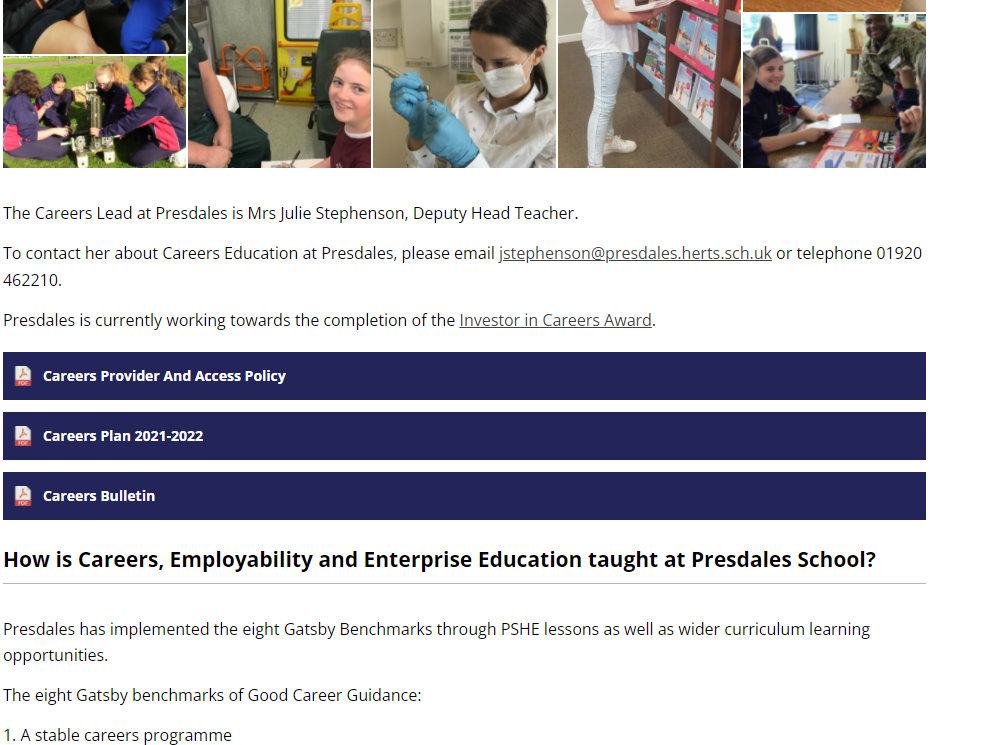 The Careers Lead at Presdales is Mrs Julie Stephenson, Deputy Head Teacher.
To contact her about Careers Education at Presdales, please email jstephenson@presdales.herts.sch.uk or telephone 01920
462210.
Presdales is currently working towards the completion of the Investor in Careers Award.
Careers Provider And Access Policy
Careers Plan 2021-2022
Careers Bulletin
How is Careers, Employability and Enterprise Education taught at Presdales School?
Presdales has implemented the eight Gatsby Benchmarks through PSHE lessons as well as wider curriculum learning
opportunities.
The eight Gatsby benchmarks of Good Career Guidance:
1. A stable careers programme